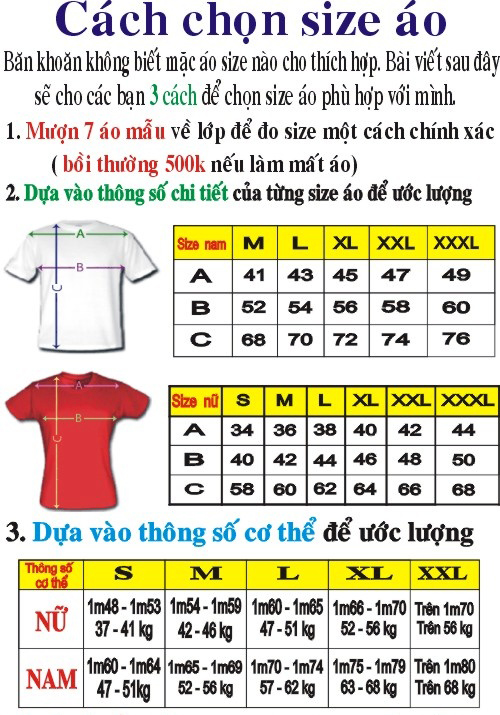 Cách chọn size áo
Băn khoăn không biết mặc áo size nào cho thích hợp. Bài viết sau đây
sẽ cho các bạn 3 cách để chọn size áo phù hợp với mình.
1. Mượn 7 áo mẫu về lớp để đo size một cách chính xác
( bồi thường 500k nếu làm mất áo)
2. Dựa vào thông số chi tiết của từng size áo để ước lượng
A
B
C
Size nam M L XL XXL XXXL
A 41 43 45 47 49
B 52 54 56 58 60
C 68 70 72 74 76
A
B
C
Size nữ S M L XL XXL XXXL
A 34 36 38 40 42 44
B 40 42 44 46 48 50
C 58 60 62 64 66 68
3. Dựa vào thông số cơ thể để ước lượng
Thông số cơ thể S M L XL XXL
NỮ 1m48 - 1m53 1m54 - 1m59 1m60 - 1m65 1m66 - 1m70 Trên 1m70
37 - 41 kg 42 - 46 kg 47 - 51 kg 52 - 56 kg Trên 56 kg
NAM 1m60 - 1m64 1m65 - 1m69 1m70 - 1m74 1m75 - 1m79 Trên 1m80
47 - 51kg 52 - 56 kg 57 - 62 kg 63 - 68 kg Trên 68 kg